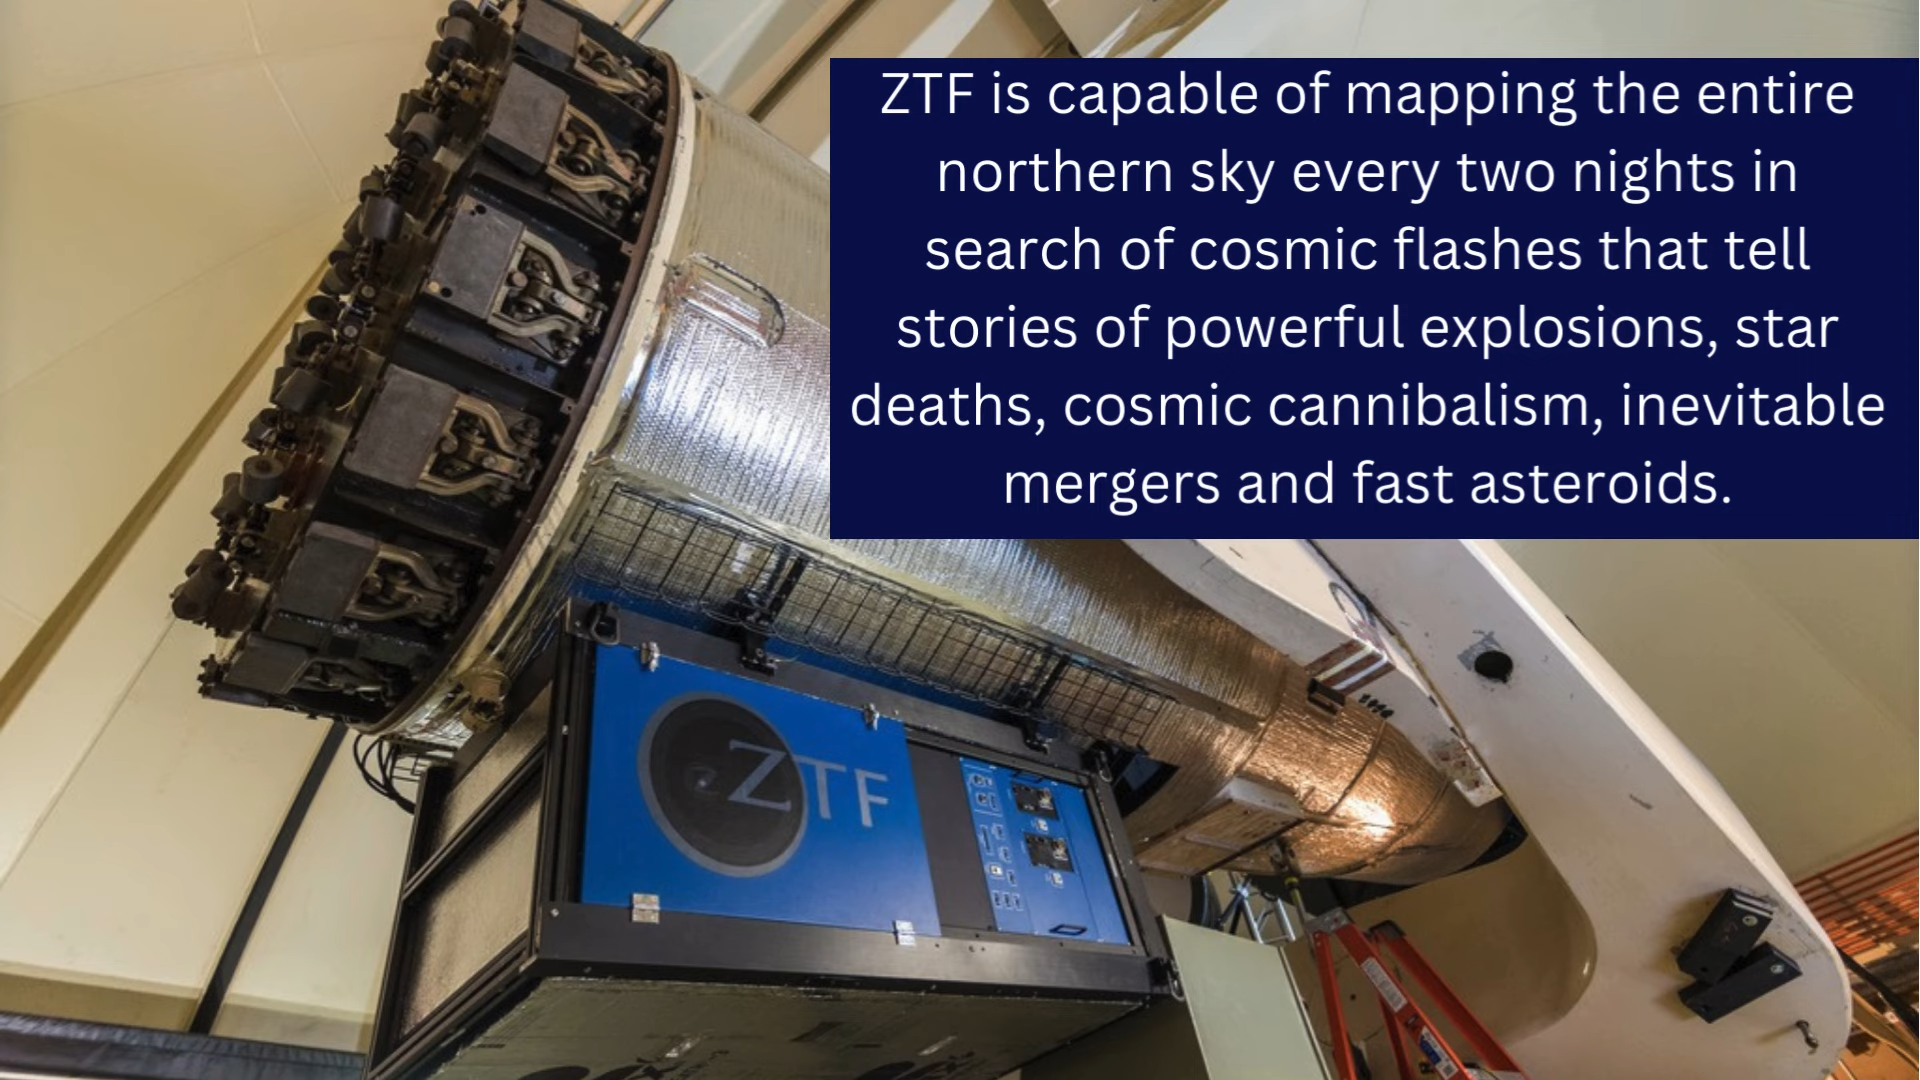 ZTF is capable of mapping the entire
northern sky every two nights in
search of cosmic flashes that tell
stories of powerful explosions, star
deaths, cosmic cannibalism, inevitable
mergers and fast asteroids.
ZTF